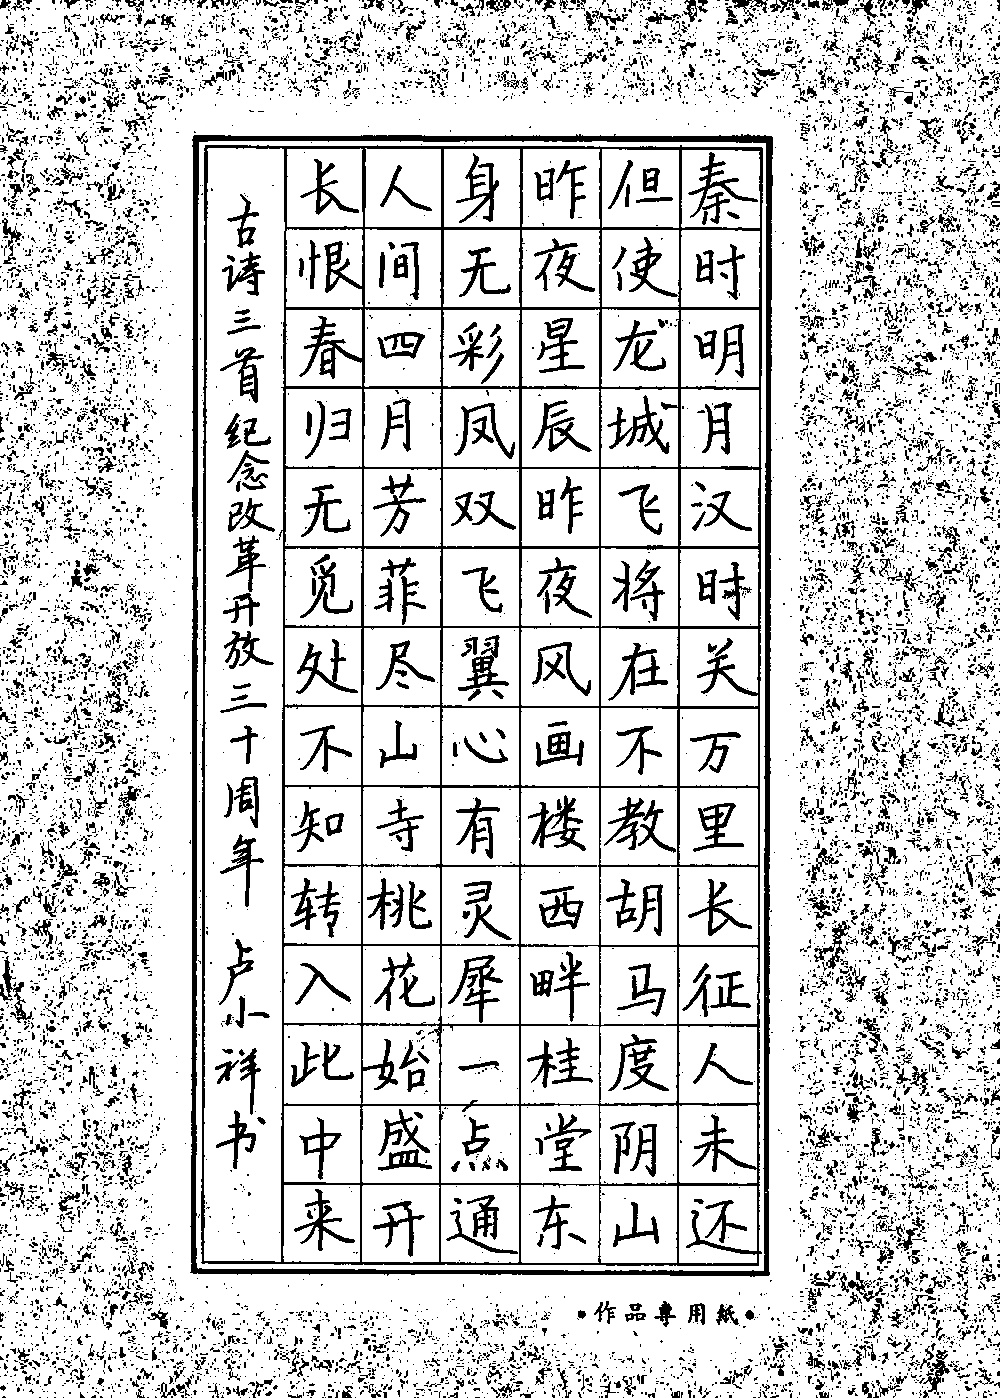 秦时明月汉时关万里长征人未还
但使龙城飞将在不教胡马度阴山
昨夜星辰昨夜风画楼西畔桂堂东
身无彩凤双飞翼心有灵犀一点通
人间四月芳菲尽山寺桃花始盛开
长恨春归无觅处不知转入此中来
古诗三首纪念改革开放三十周年 卢小祥书
•作品專用紙•